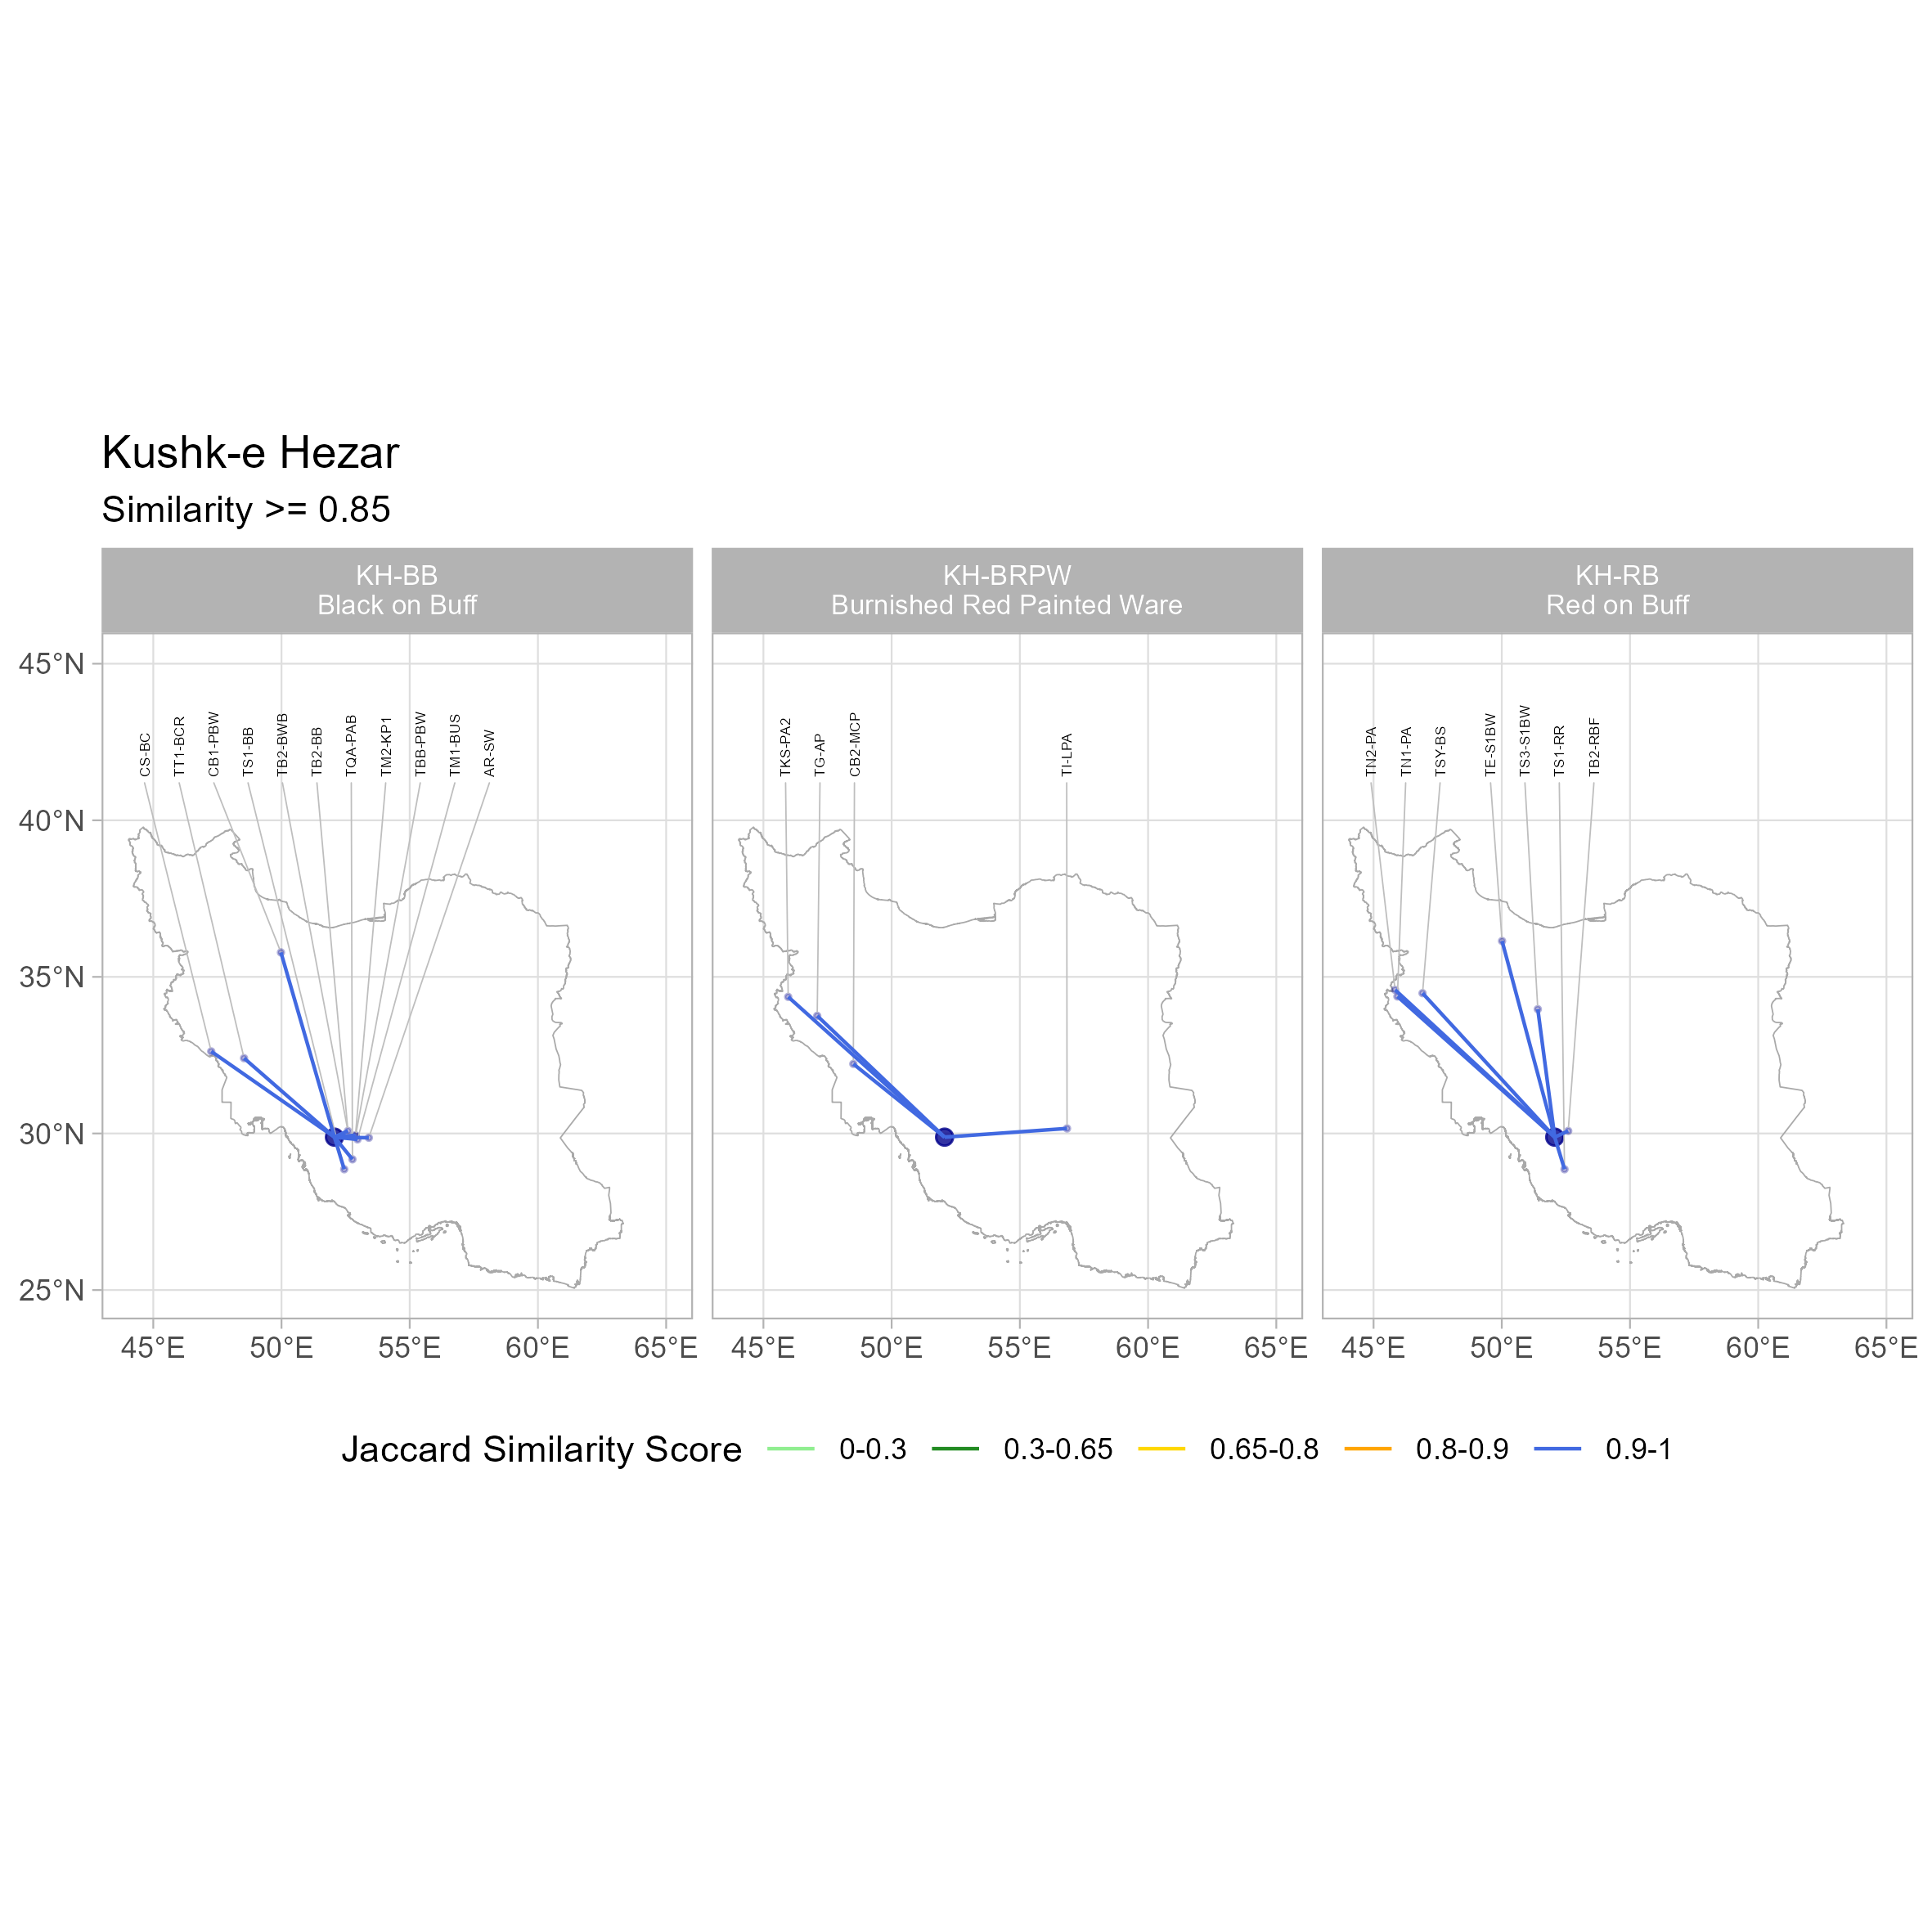 Kushk-e Hezar
Similarity >= 0.85
KH-BB
Black on Buff
KH-BRPW
Burnished Red Painted Ware
KH-RB
Red on Buff
45°N
40°N
35°N
30°N
25°N
CS-BC
TT1-BCR
CB1-PBW
TS1-BB
TB2-BWB
TB2-BB
TQA-PAB
TM2-KP1
TBB-PBW
TM1-BUS
AR-SW
TKS-PA2
TG-AP
CB2-MCP
TI-LPA
TN2-PA
TN1-PA
TSY-BS
TE-S1BW
TS3-S1BW
TS1-RR
TB2-RBF
45°E 50°E 55°E 60°E 65°E
45°E 50°E 55°E 60°E 65°E
45°E 50°E 55°E 60°E 65°E
Jaccard Similarity Score 0-0.3 0.3-0.65 0.65-0.8 0.8-0.9 0.9-1